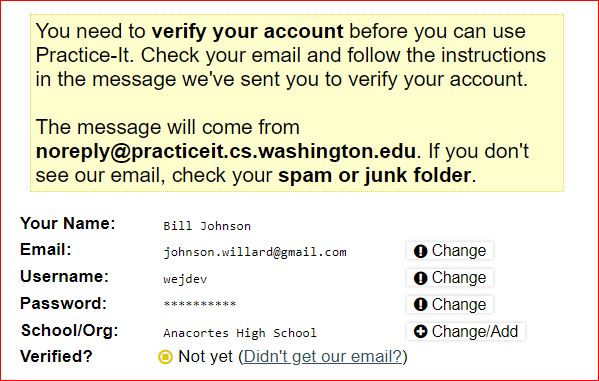 You need to verify your account before you can use
Practice-It. Check your email and follow the instructions
in the message we've sent you to verify your account.
The message will come from
noreply@practiceit.cs.washington.edu. If you don't
see our email, check your spam or junk folder.
Your Name: Bill Johnson
Email: johnson.willard@gmail.com Change
Username: wejdev Change
Password: ********** Change
School/Org: Anacortes High School Change/Add
Verified? Not yet (Didn't get our email?)